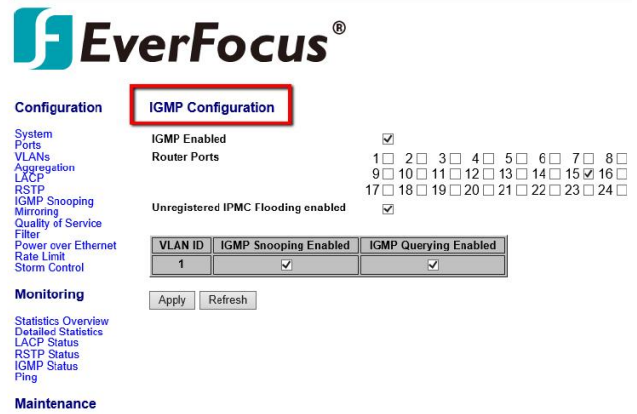 EverFocus®
Configuration
System
Ports
VLANs
Aggregation
LACP
RSTP
IGMP Snooping
Mirroring
Quality of Service
Filter
Power over Ethernet
Rate Limit
Storm Control
Monitoring
Statistics Overview
Detailed Statistics
LACP Status
RSTP Status
IGMP Status
Ping
Maintenance
IGMP Configuration
IGMP Enabled
Router Ports
1 2 3 4 5 6 7 8
9 10 11 12 13 14 15 16
17 18 19 20 21 22 23 24
Unregistered IPMC Flooding enabled
VLAN ID IGMP Snooping Enabled IGMP Querying Enabled
1
Apply Refresh